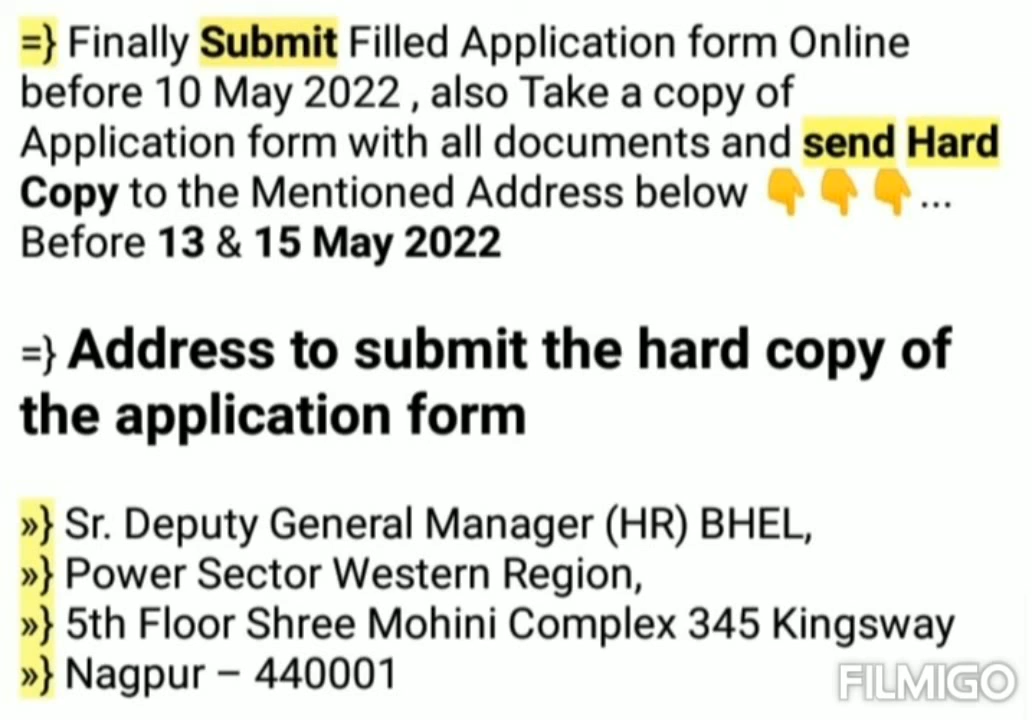 =} Finally Submit Filled Application form Online
before 10 May 2022 , also Take a copy of
Application form with all documents and send Hard
Copy to the Mentioned Address below 👇👇👇...
Before 13 & 15 May 2022
=} Address to submit the hard copy of
the application form
»} Sr. Deputy General Manager (HR) BHEL,
»} Power Sector Western Region,
»} 5th Floor Shree Mohini Complex 345 Kingsway
»} Nagpur – 440001
FILMIGO